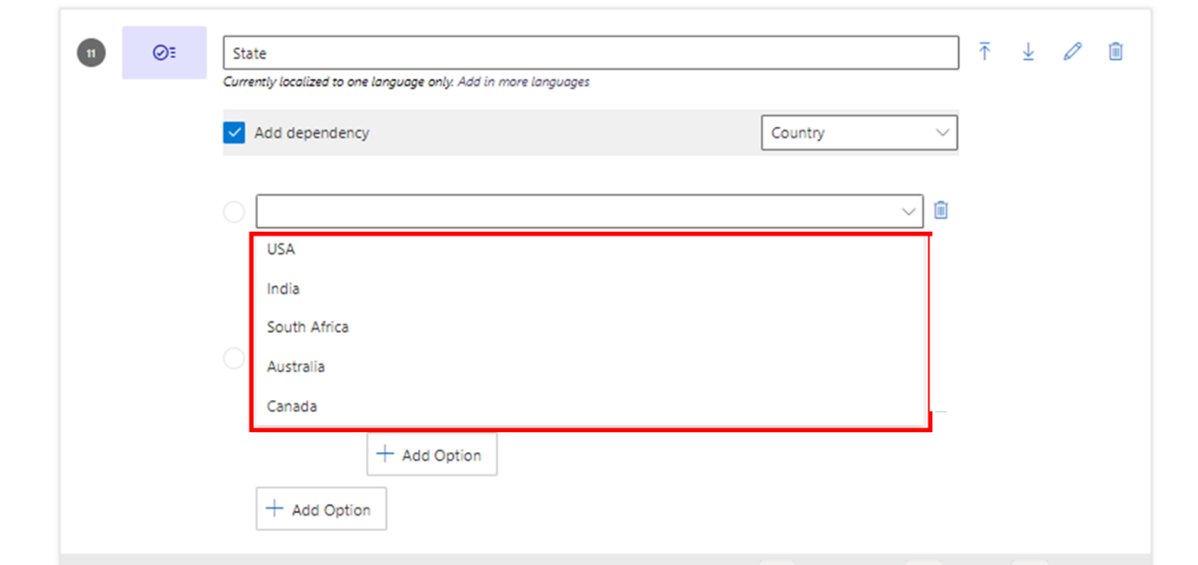 11
State
Currently localized to one language only. Add in more languages
Add dependency
Country
USA
India
South Africa
Australia
Canada
Add Option
Add Option